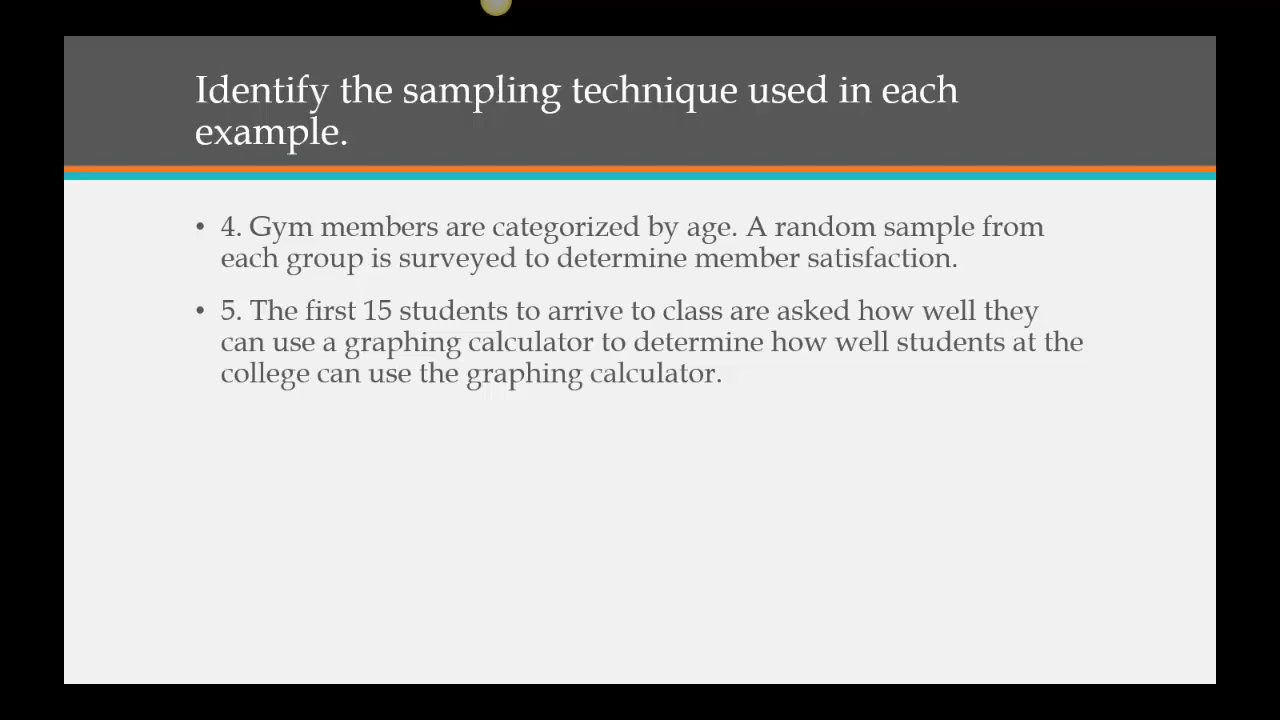 Identify the sampling technique used in each
example.
• 4. Gym members are categorized by age. A random sample from
each group is surveyed to determine member satisfaction.
• 5. The first 15 students to arrive to class are asked how well they
can use a graphing calculator to determine how well students at the
college can use the graphing calculator.